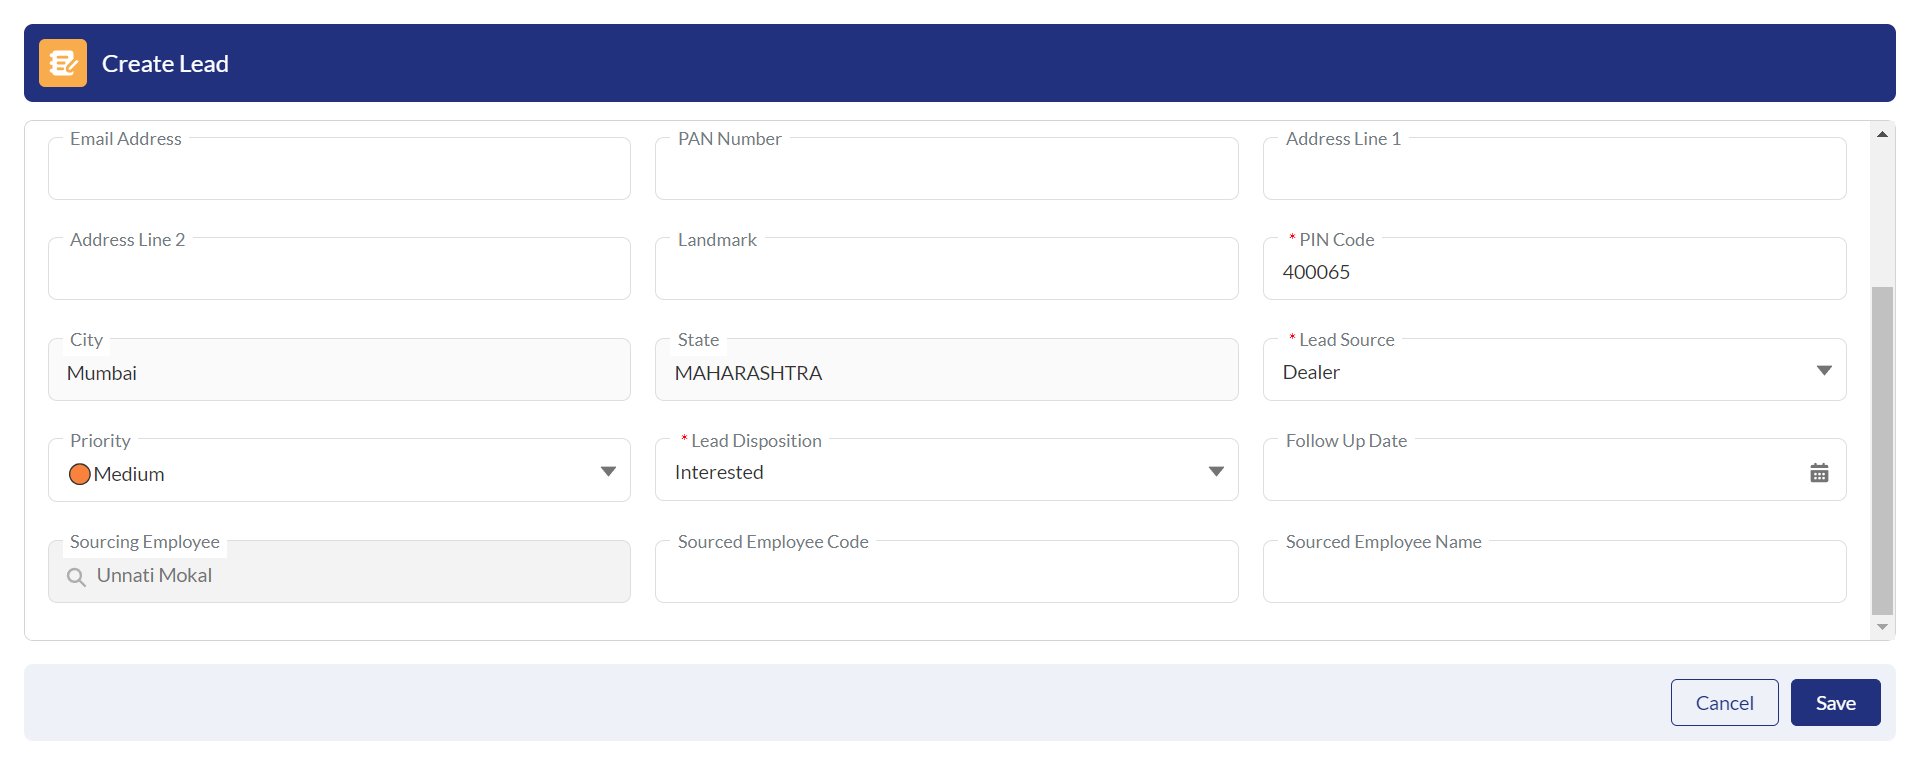 Create Lead
Email Address
PAN Number
Address Line 1
Address Line 2
Landmark
* PIN Code
400065
City
Mumbai
State
MAHARASHTRA
* Lead Source
Dealer
Priority
Medium
* Lead Disposition
Interested
Follow Up Date
Sourcing Employee
Unnati Mokal
Sourced Employee Code
Sourced Employee Name
Cancel
Save